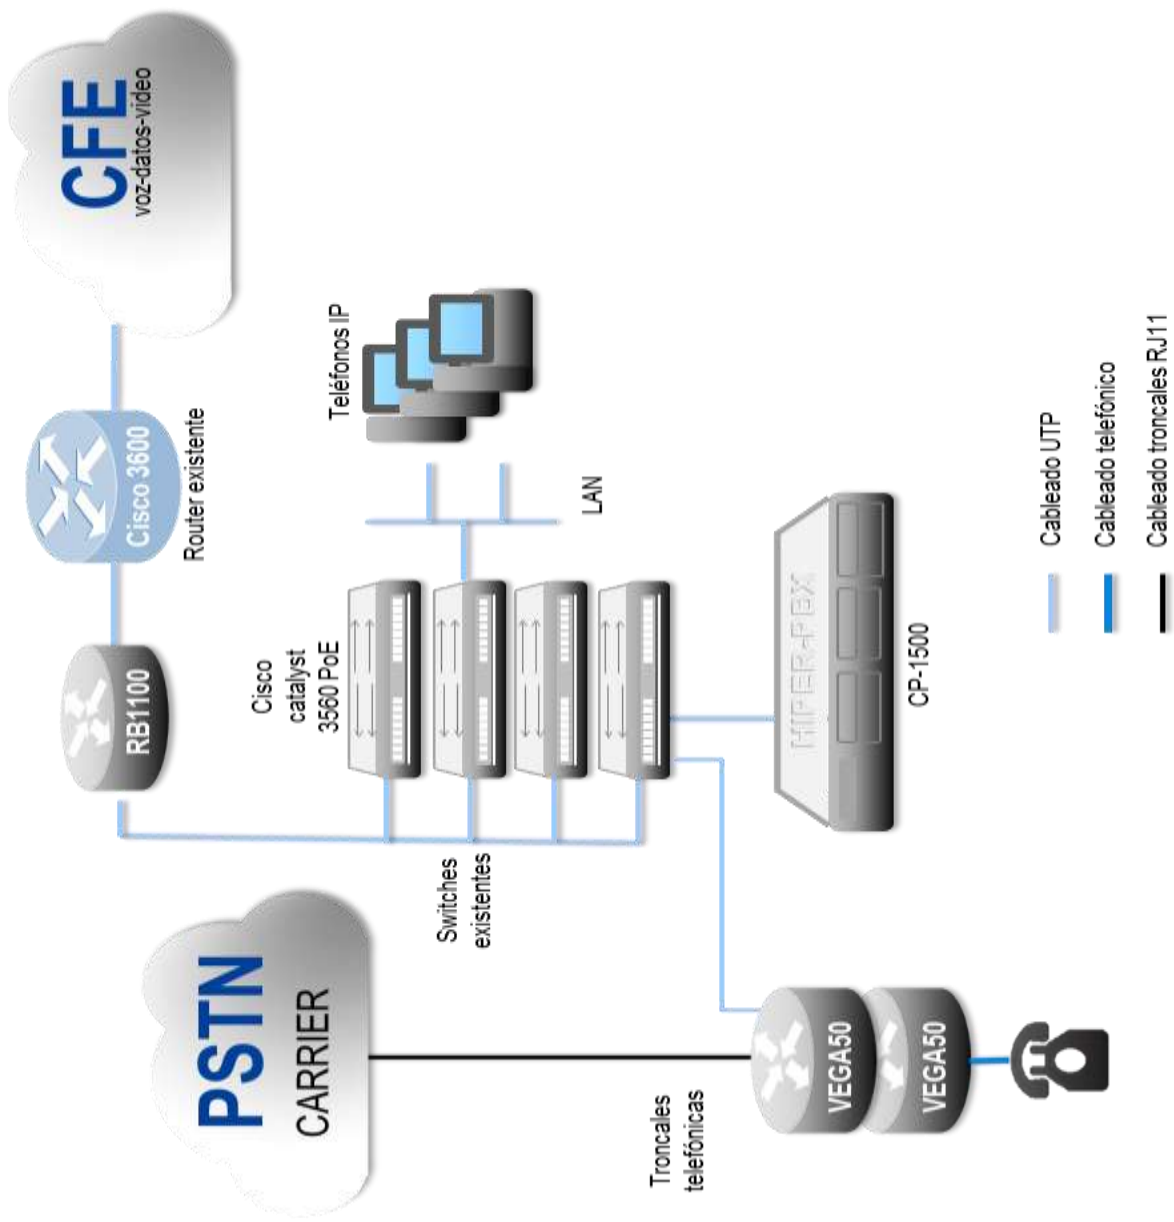 CFE
voz-datos-video
Cisco 3600
Router existente
RB1100
Teléfonos IP
LAN
Cisco
catalyst
3560 PoE
Switches
existentes
HIPER-PBX
CP-1500
PSTN
CARRIER
Troncales
telefónicas
VEGA50
VEGA50
Cableado UTP
Cableado telefónico
Cableado troncales RJ11